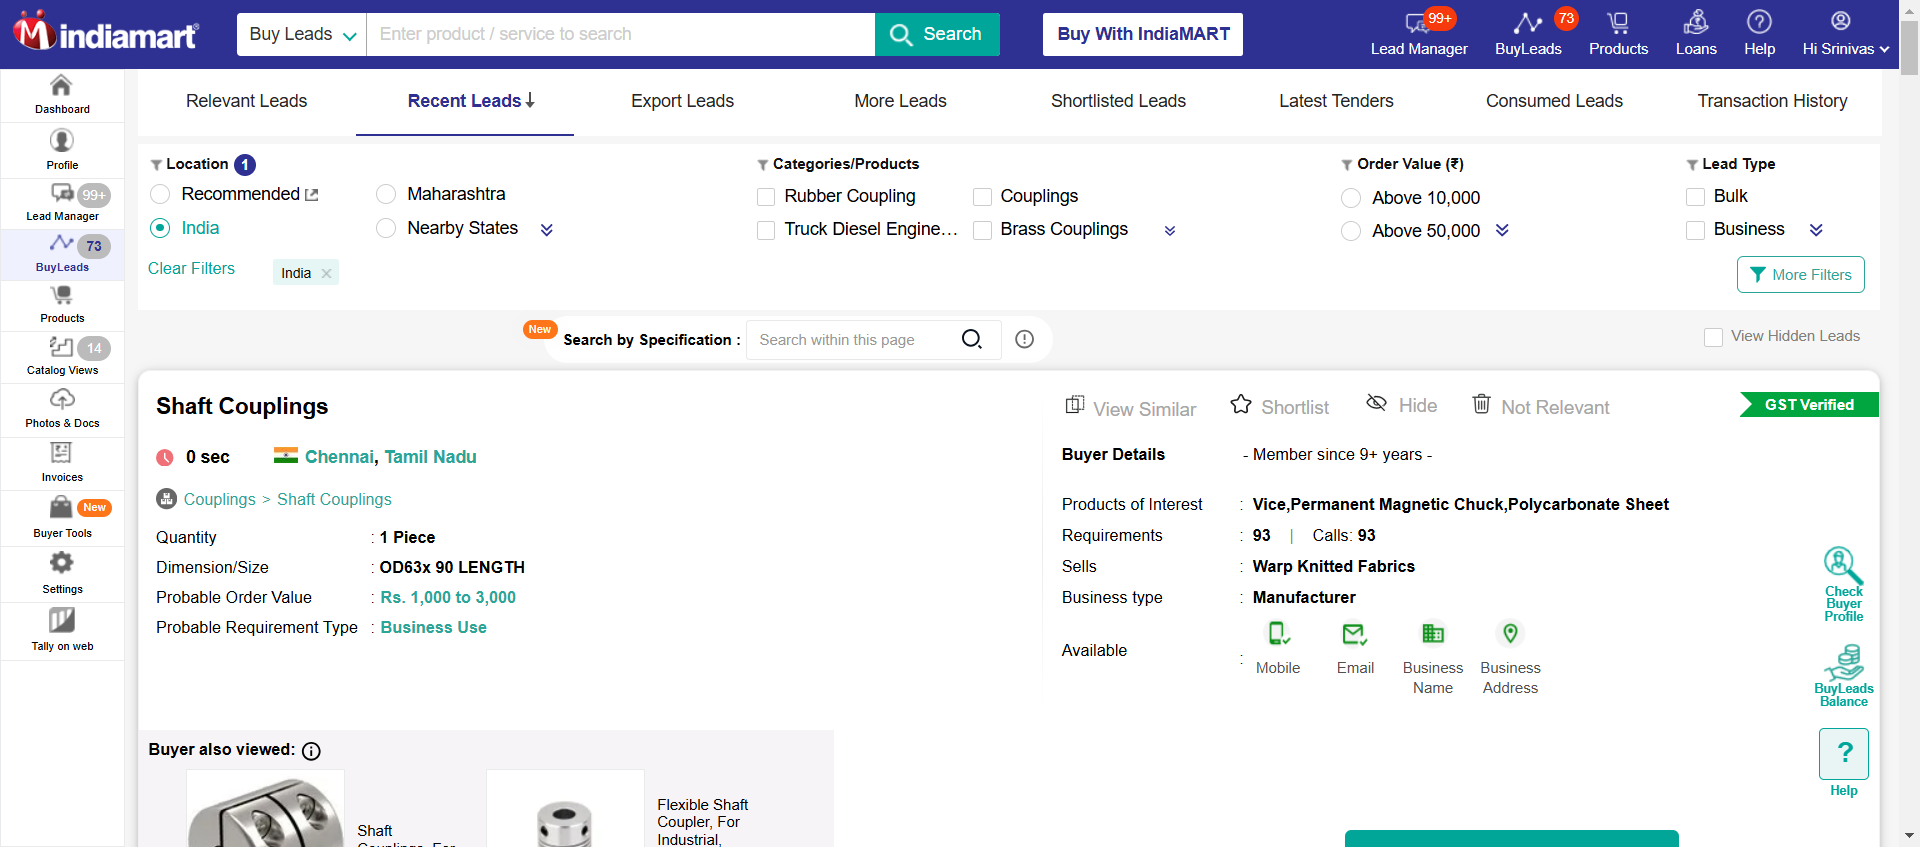 indiamart
Buy Leads
Enter product / service to search
Search
Buy With IndiaMART
99+
Lead Manager
73
BuyLeads
Products
Loans
Help
Hi Srinivas
Dashboard
Profile
99+
Lead Manager
73
BuyLeads
Products
14
Catalog Views
Photos & Docs
Invoices
New
Buyer Tools
Settings
Tally on web
Relevant Leads
Recent Leads
Export Leads
More Leads
Shortlisted Leads
Latest Tenders
Consumed Leads
Transaction History
Location 1
Recommended
Maharashtra
India
Nearby States
Clear Filters
India
Categories/Products
Rubber Coupling
Couplings
Truck Diesel Engine...
Brass Couplings
Order Value (₹)
Above 10,000
Above 50,000
Lead Type
Bulk
Business
More Filters
New
Search by Specification :
Search within this page
View Hidden Leads
Shaft Couplings
0 sec
Chennai, Tamil Nadu
Couplings > Shaft Couplings
Quantity : 1 Piece
Dimension/Size : OD63x 90 LENGTH
Probable Order Value : Rs. 1,000 to 3,000
Probable Requirement Type : Business Use
View Similar
Shortlist
Hide
Not Relevant
GST Verified
Buyer Details - Member since 9+ years -
Products of Interest : Vice,Permanent Magnetic Chuck,Polycarbonate Sheet
Requirements : 93 | Calls: 93
Sells : Warp Knitted Fabrics
Business type : Manufacturer
Available :
Mobile
Email
Business
Name
Business
Address
Check
Buyer
Profile
BuyLeads
Balance
?
Help
Buyer also viewed:
Shaft
Couplings, For
Flexible Shaft
Coupler, For
Industrial,